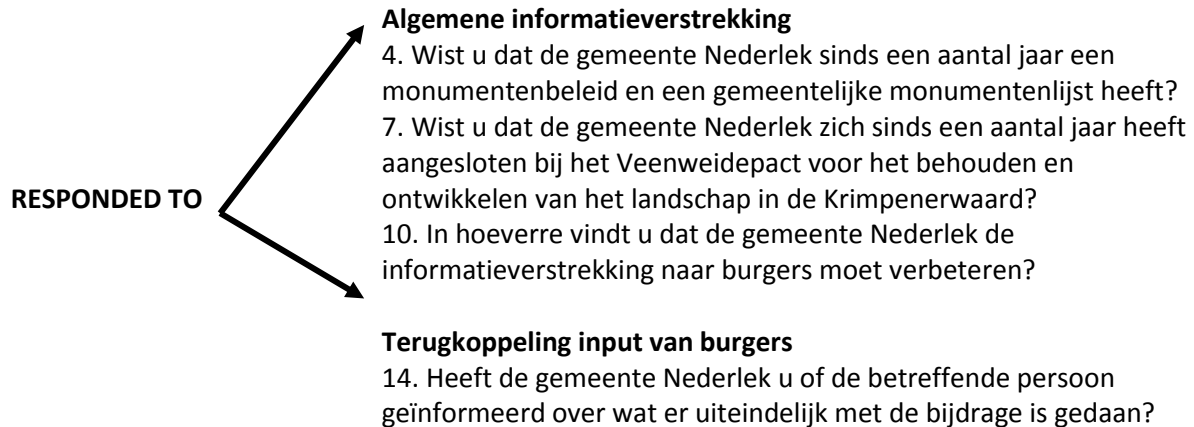 Algemene informatieverstrekking
4. Wist u dat de gemeente Nederlek sinds een aantal jaar een
monumentenbeleid en een gemeentelijke monumentenlijst heeft?
7. Wist u dat de gemeente Nederlek zich sinds een aantal jaar heeft
aangesloten bij het Veenweidepact voor het behouden en
ontwikkelen van het landschap in de Krimpenerwaard?
RESPONDED TO
10. In hoeverre vindt u dat de gemeente Nederlek de
informatieverstrekking naar burgers moet verbeteren?
Terugkoppeling input van burgers
14. Heeft de gemeente Nederlek u of de betreffende persoon
geïnformeerd over wat er uiteindelijk met de bijdrage is gedaan?